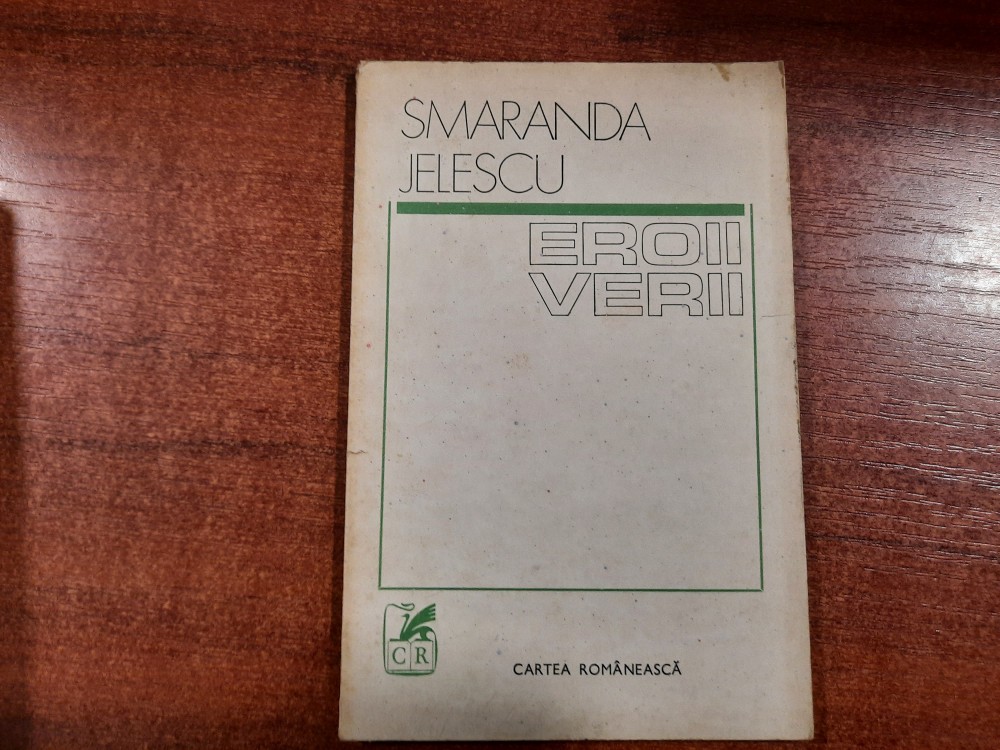 SMARANDA
JELESCU
EROII
VERII
CR
CARTEA ROMÂNEASCĂ